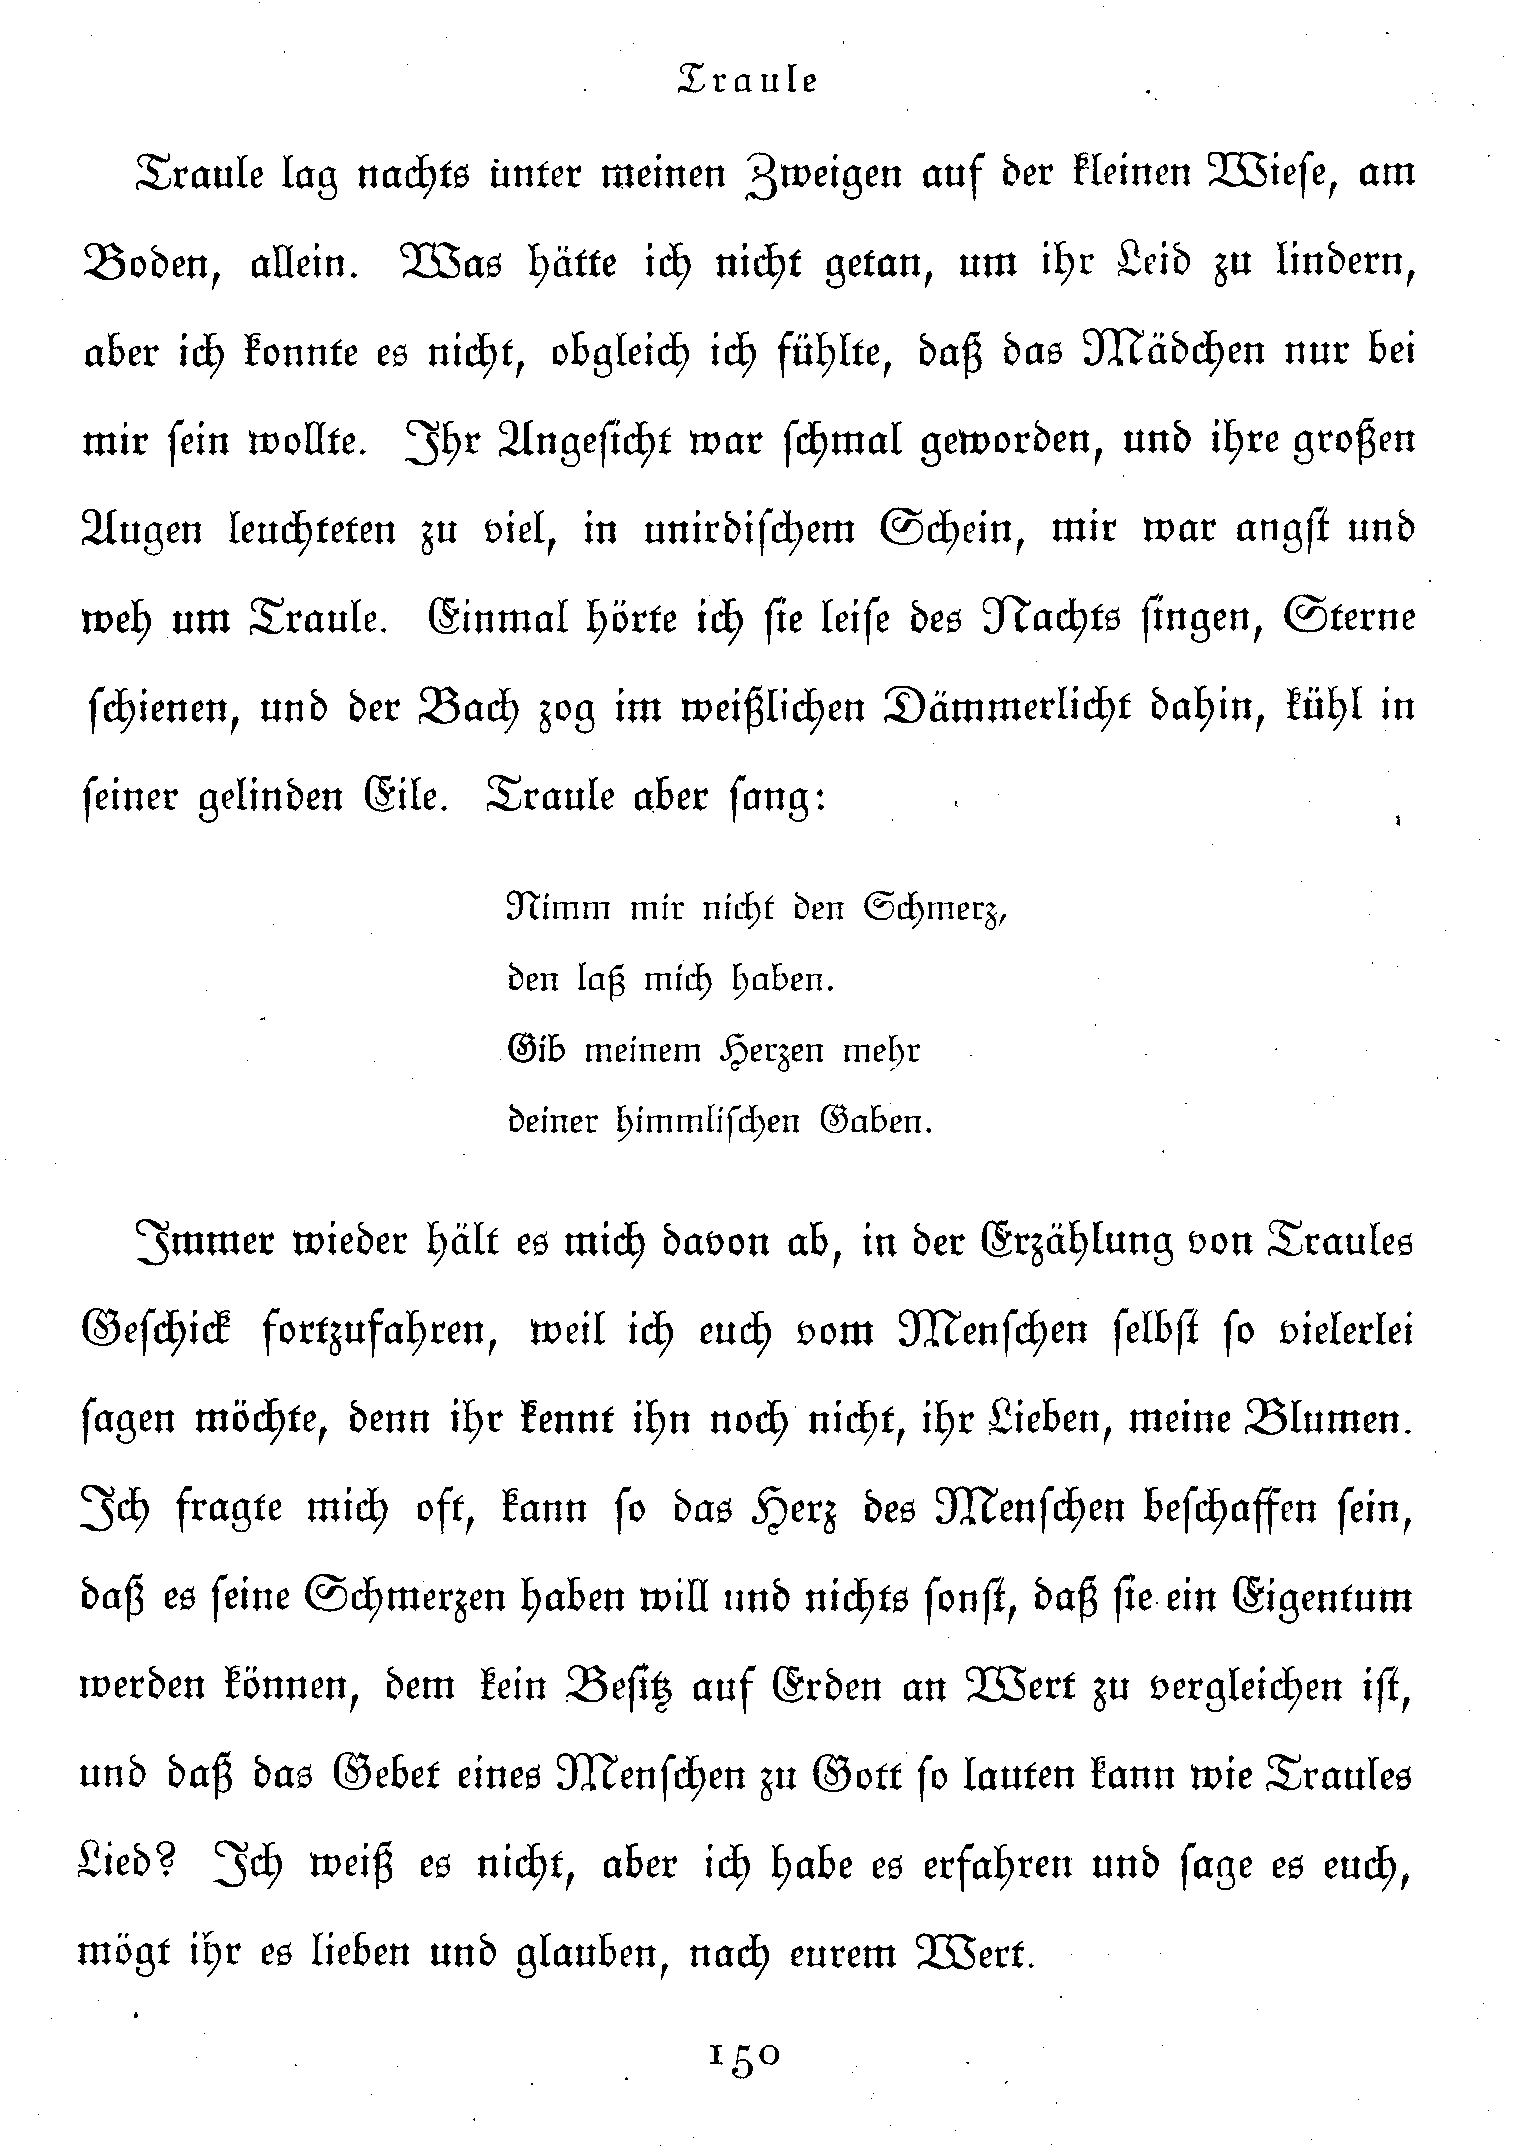 Traule
Traule lag nachts unter meinen Zweigen auf der kleinen Wiese, am
Boden, allein. Was hätte ich nicht getan, um ihr Leid zu lindern,
aber ich konnte es nicht, obgleich ich fühlte, daß das Mädchen nur bei
mir sein wollte. Ihr Angesicht war schmal geworden, und ihre großen
Augen leuchteten zu viel, in unirdischem Schein, mir war angst und
weh um Traule. Einmal hörte ich sie leise des Nachts singen, Sterne
schienen, und der Bach zog im weißlichen Dämmerlicht dahin, kühl in
seiner gelinden Eile. Traule aber sang:
Nimm mir nicht den Schmerz,
den laß mich haben.
Gib meinem Herzen mehr
deiner himmlischen Gaben.
Immer wieder hält es mich davon ab, in der Erzählung von Traules
Geschick fortzufahren, weil ich euch vom Menschen selbst so vielerlei
sagen möchte, denn ihr kennt ihn noch nicht, ihr Lieben, meine Blumen.
Ich fragte mich oft, kann so das Herz des Menschen beschaffen sein,
daß es seine Schmerzen haben will und nichts sonst, daß sie ein Eigentum
werden können, dem kein Besitz auf Erden an Wert zu vergleichen ist,
und daß das Gebet eines Menschen zu Gott so lauten kann wie Traules
Lied? Ich weiß es nicht, aber ich habe es erfahren und sage es euch,
mögt ihr es lieben und glauben, nach eurem Wert.
150